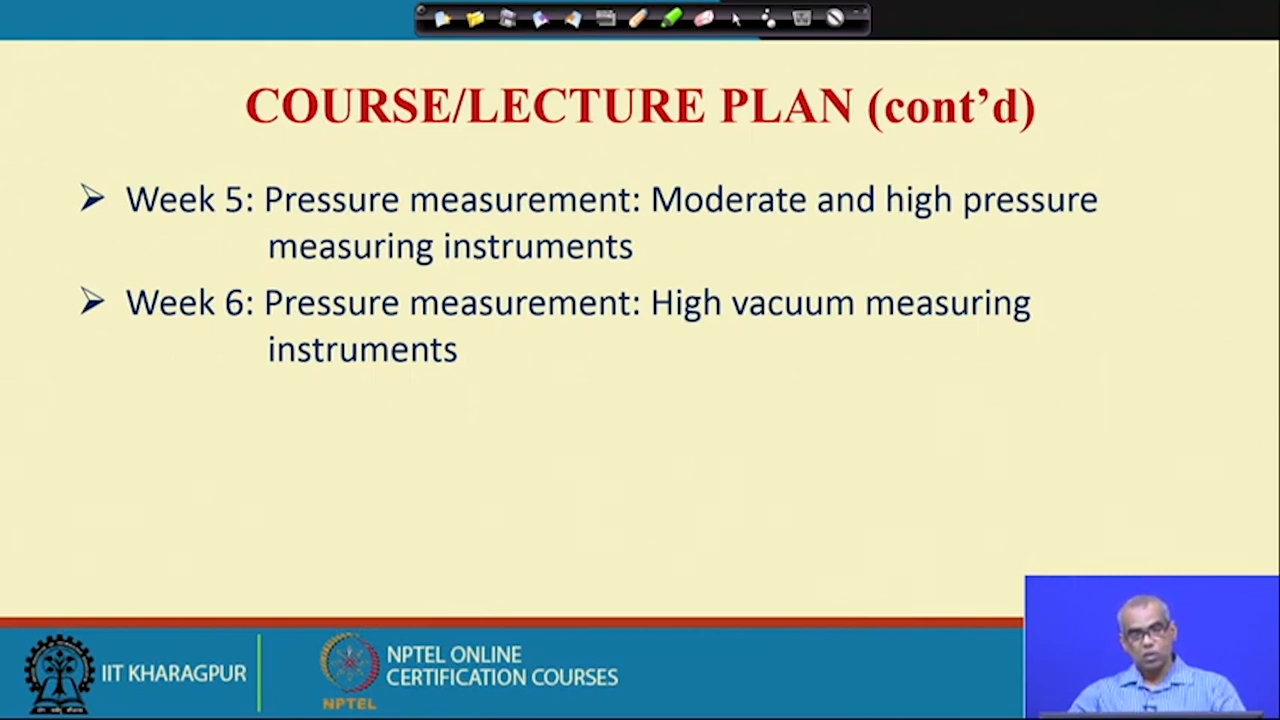 COURSE/LECTURE PLAN (cont’d)
➢ Week 5: Pressure measurement: Moderate and high pressure
measuring instruments
➢ Week 6: Pressure measurement: High vacuum measuring
instruments
IIT KHARAGPUR
NPTEL ONLINE
CERTIFICATION COURSES
NPTEL